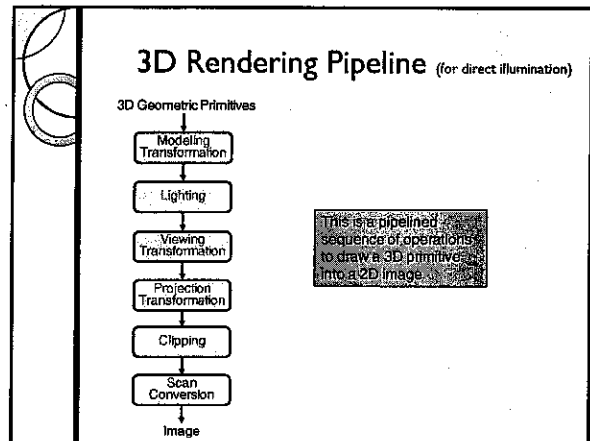 3D Rendering Pipeline (for direct illumination)
3D Geometric Primitives
Modeling
Transformation
Lighting
Viewing
Transformation
Projection
Transformation
Clipping
Scan
Conversion
Image
This is a pipelined
sequence of operations
to draw a 3D primitive
into a 2D image